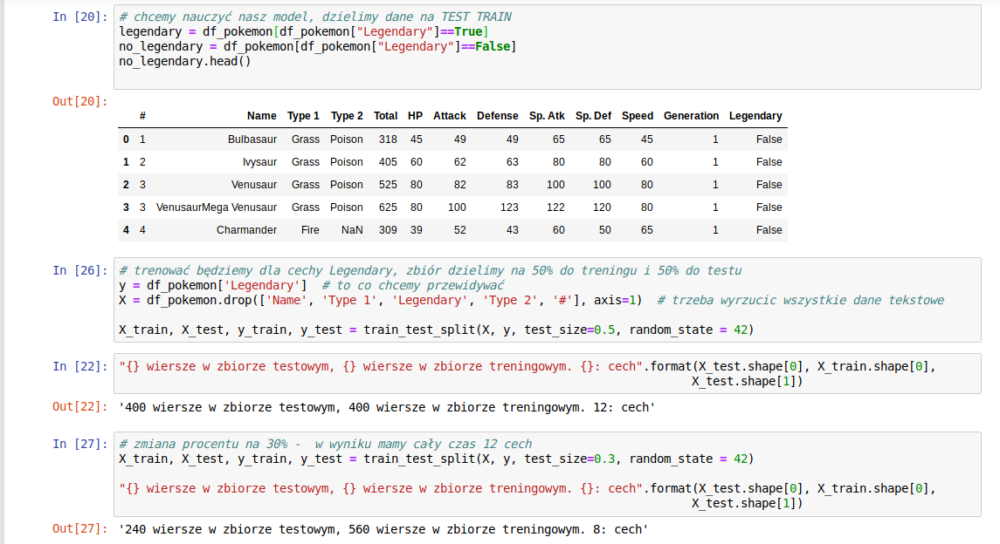 In [20]: # chcemy nauczyć nasz model, dzielimy dane na TEST TRAIN
legendary = df_pokemon[df_pokemon["Legendary"]==True]
no_legendary = df_pokemon[df_pokemon["Legendary"]==False]
no_legendary.head()
Out[20]:
# Name Type 1 Type 2 Total HP Attack Defense Sp. Atk Sp. Def Speed Generation Legendary
0 1 Bulbasaur Grass Poison 318 45 49 49 65 65 45 1 False
1 2 Ivysaur Grass Poison 405 60 62 63 80 80 60 1 False
2 3 Venusaur Grass Poison 525 80 82 83 100 100 80 1 False
3 3 VenusaurMega Venusaur Grass Poison 625 80 100 123 122 120 80 1 False
4 4 Charmander Fire NaN 309 39 52 43 60 50 65 1 False
In [26]: # trenować będziemy dla cechy Legendary, zbiór dzielimy na 50% do treningu i 50% do testu
y = df_pokemon['Legendary'] # to co chcemy przewidywać
X = df_pokemon.drop(['Name', 'Type 1', 'Legendary', 'Type 2', '#'], axis=1) # trzeba wyrzucic wszystkie dane tekstowe
X_train, X_test, y_train, y_test = train_test_split(X, y, test_size=0.5, random_state = 42)
In [22]: "{} wiersze w zbiorze testowym, {} wiersze w zbiorze treningowym. {}: cech".format(X_test.shape[0], X_train.shape[0],
X_test.shape[1])
Out[22]: '400 wiersze w zbiorze testowym, 400 wiersze w zbiorze treningowym. 12: cech'
In [27]: # zmiana procentu na 30% - w wyniku mamy cały czas 12 cech
X_train, X_test, y_train, y_test = train_test_split(X, y, test_size=0.3, random_state = 42)
"{} wiersze w zbiorze testowym, {} wiersze w zbiorze treningowym. {}: cech".format(X_test.shape[0], X_train.shape[0],
X_test.shape[1])
Out[27]: '240 wiersze w zbiorze testowym, 560 wiersze w zbiorze treningowym. 8: cech'